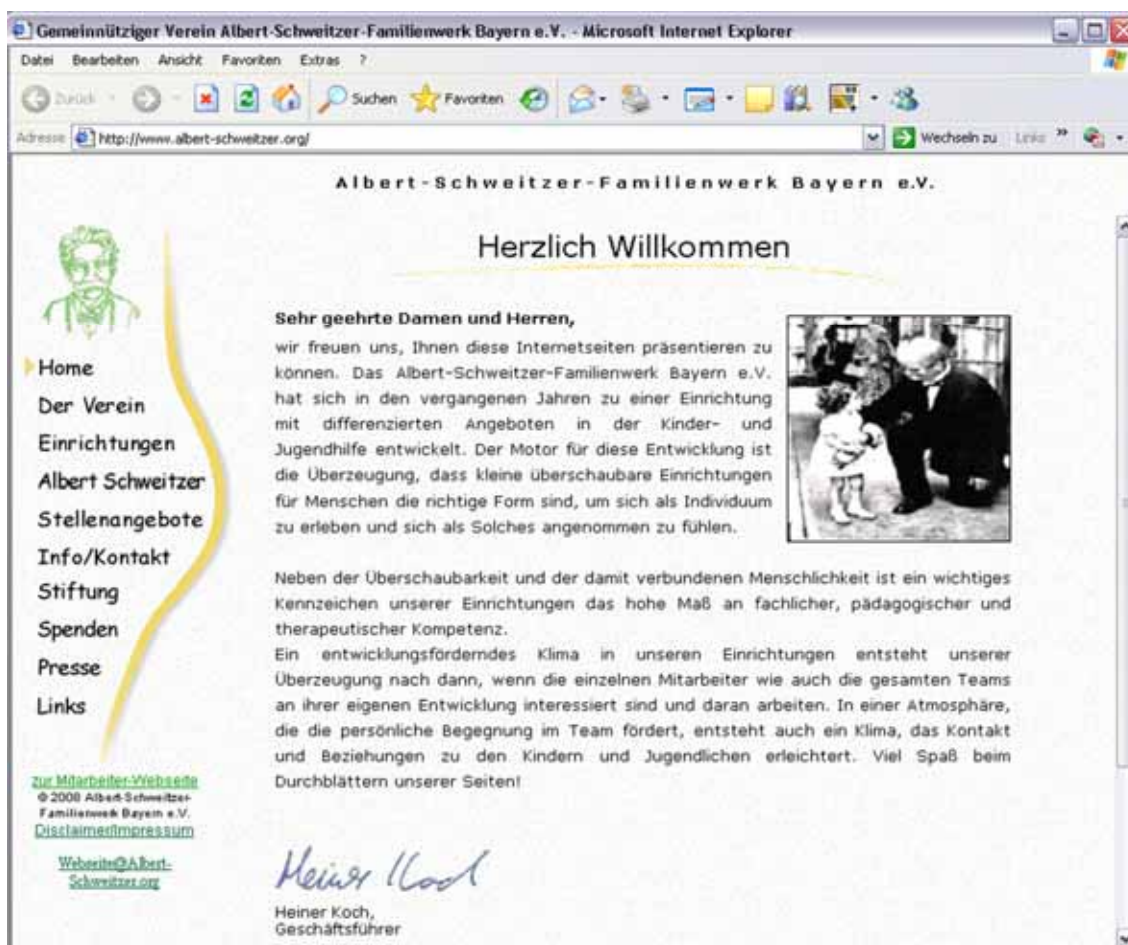 Gemeinnütziger Verein Albert-Schweitzer-Familienwerk Bayern e.V. - Microsoft Internet Explorer
Datei Bearbeiten Ansicht Favoriten Extras ?
Zurück Suchen Favoriten
Adresse http://www.albert-schweitzer.org/ Wechseln zu Links »
Albert-Schweitzer-Familienwerk Bayern e.V.
Herzlich Willkommen
Home
Der Verein
Einrichtungen
Albert Schweitzer
Stellenangebote
Info/Kontakt
Stiftung
Spenden
Presse
Links
zur Mitarbeiter-Webseite
© 2008 Albert-Schweitzer-
Familienwerk Bayern e.V.
Disclaimer/Impressum
Webseite@Albert-
Schweitzer.org
Sehr geehrte Damen und Herren,
wir freuen uns, Ihnen diese Internetseiten präsentieren zu
können. Das Albert-Schweitzer-Familienwerk Bayern e.V.
hat sich in den vergangenen Jahren zu einer Einrichtung
mit differenzierten Angeboten in der Kinder- und
Jugendhilfe entwickelt. Der Motor für diese Entwicklung ist
die Überzeugung, dass kleine überschaubare Einrichtungen
für Menschen die richtige Form sind, um sich als Individuum
zu erleben und sich als Solches angenommen zu fühlen.
Neben der Überschaubarkeit und der damit verbundenen Menschlichkeit ist ein wichtiges
Kennzeichen unserer Einrichtungen das hohe Maß an fachlicher, pädagogischer und
therapeutischer Kompetenz.
Ein entwicklungsförderndes Klima in unseren Einrichtungen entsteht unserer
Überzeugung nach dann, wenn die einzelnen Mitarbeiter wie auch die gesamten Teams
an ihrer eigenen Entwicklung interessiert sind und daran arbeiten. In einer Atmosphäre,
die die persönliche Begegnung im Team fördert, entsteht auch ein Klima, das Kontakt
und Beziehungen zu den Kindern und Jugendlichen erleichtert. Viel Spaß beim
Durchblättern unserer Seiten!
Heiner Koch
Heiner Koch,
Geschäftsführer